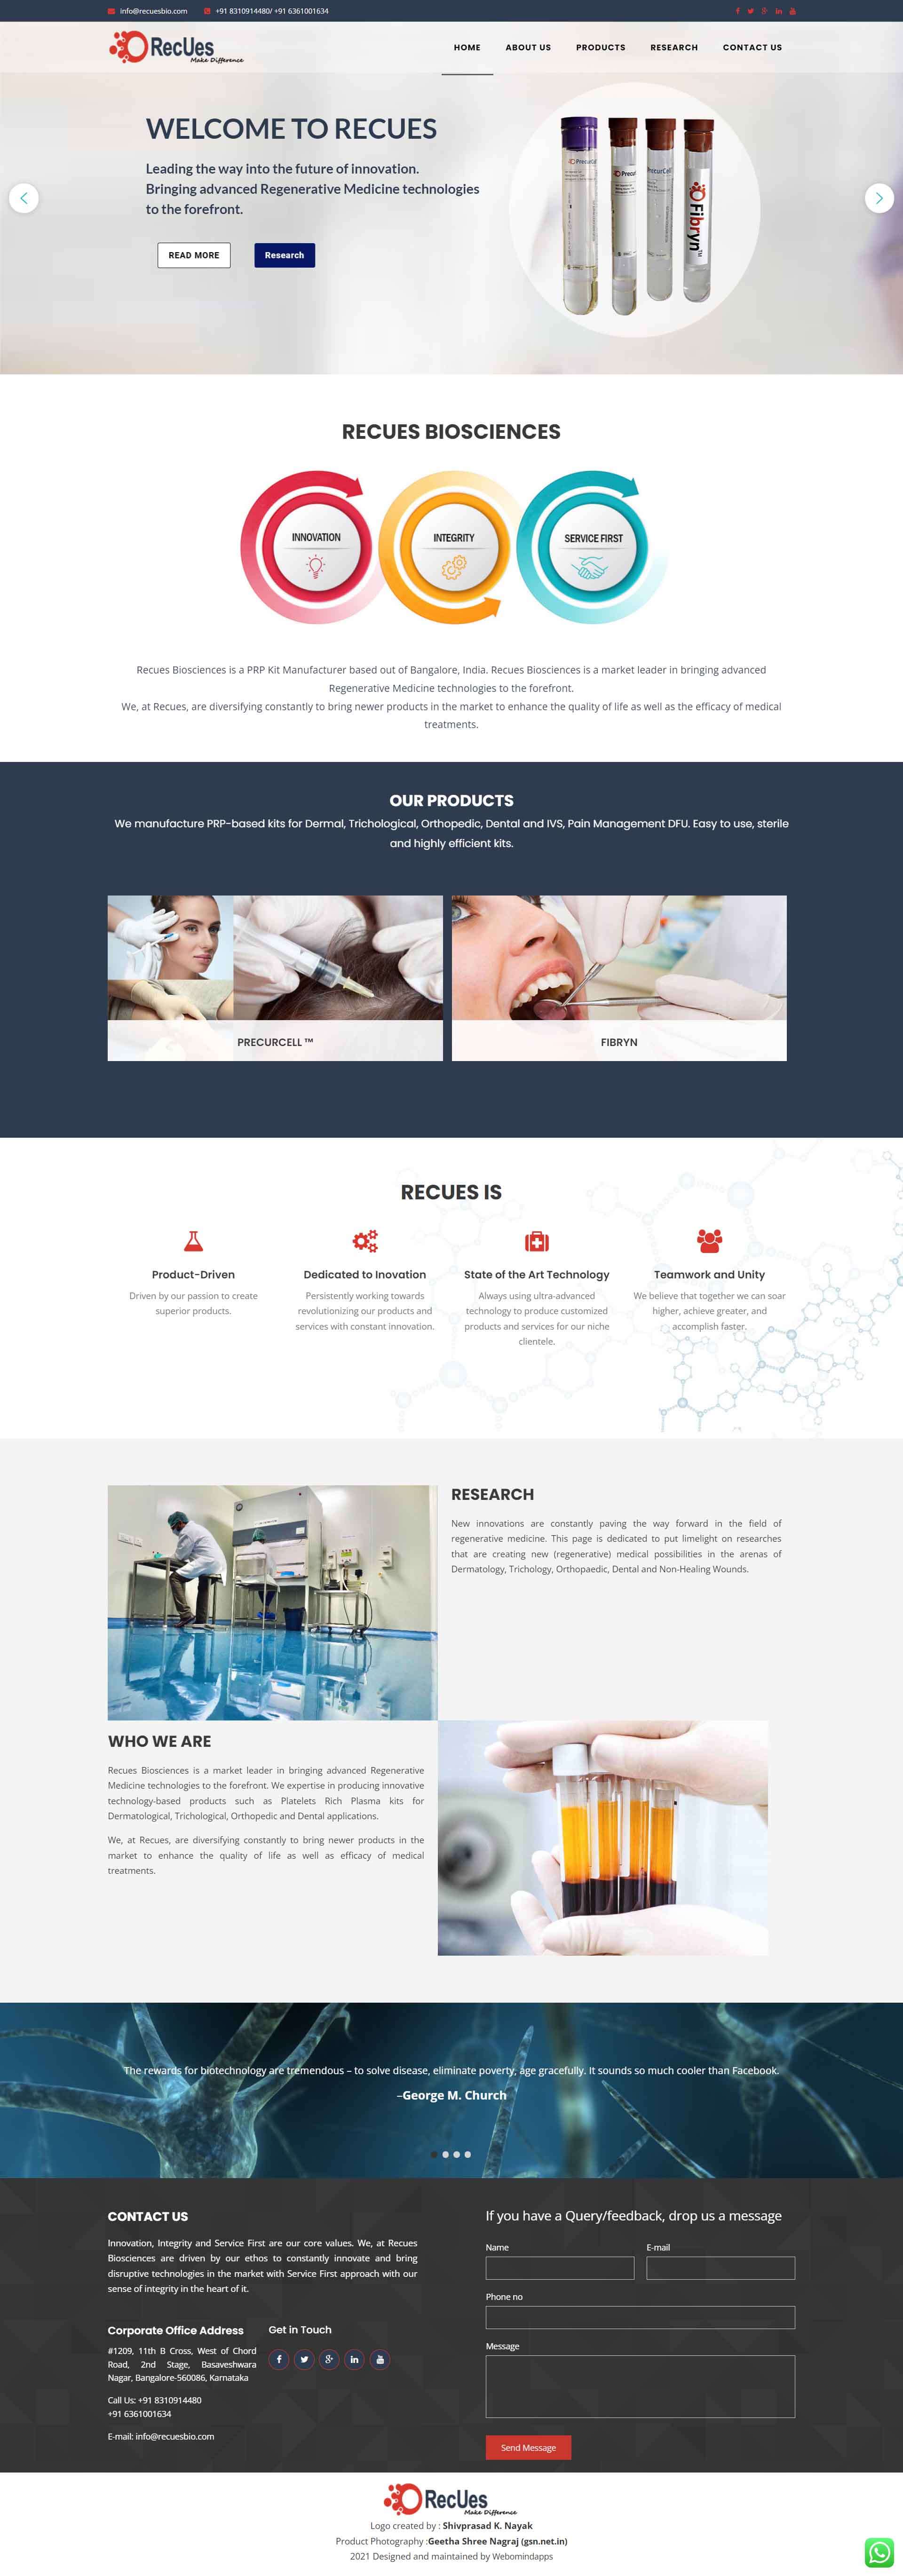 info@recuesbio.com +91 8310914480/ +91 6361001634
RecUes
Make Difference
HOME ABOUT US PRODUCTS RESEARCH CONTACT US
WELCOME TO RECUES
Leading the way into the future of innovation.
Bringing advanced Regenerative Medicine technologies
to the forefront.
READ MORE Research
Fibryn™
RECUES BIOSCIENCES
INNOVATION INTEGRITY SERVICE FIRST
Recues Biosciences is a PRP Kit Manufacturer based out of Bangalore, India. Recues Biosciences is a market leader in bringing advanced
Regenerative Medicine technologies to the forefront.
We, at Recues, are diversifying constantly to bring newer products in the market to enhance the quality of life as well as the efficacy of medical
treatments.
OUR PRODUCTS
We manufacture PRP-based kits for Dermal, Trichological, Orthopedic, Dental and IVS, Pain Management DFU. Easy to use, sterile
and highly efficient kits.
PRECURCELL ™ FIBRYN
RECUES IS
Product-Driven
Driven by our passion to create
superior products.
Dedicated to Inovation
Persistently working towards
revolutionizing our products and
services with constant innovation.
State of the Art Technology
Always using ultra-advanced
technology to produce customized
products and services for our niche
clientele.
Teamwork and Unity
We believe that together we can soar
higher, achieve greater, and
accomplish faster.
RESEARCH
New innovations are constantly paving the way forward in the field of
regenerative medicine. This page is dedicated to put limelight on researches
that are creating new (regenerative) medical possibilities in the arenas of
Dermatology, Trichology, Orthopaedic, Dental and Non-Healing Wounds.
WHO WE ARE
Recues Biosciences is a market leader in bringing advanced Regenerative
Medicine technologies to the forefront. We expertise in producing innovative
technology-based products such as Platelets Rich Plasma kits for
Dermatological, Trichological, Orthopedic and Dental applications.
We, at Recues, are diversifying constantly to bring newer products in the
market to enhance the quality of life as well as efficacy of medical
treatments.
The rewards for biotechnology are tremendous – to solve disease, eliminate poverty, age gracefully. It sounds so much cooler than Facebook.
–George M. Church
CONTACT US
Innovation, Integrity and Service First are our core values. We, at Recues
Biosciences are driven by our ethos to constantly innovate and bring
disruptive technologies in the market with Service First approach with our
sense of integrity in the heart of it.
Corporate Office Address
#1209, 11th B Cross, West of Chord
Road, 2nd Stage, Basaveshwara
Nagar, Bangalore-560086, Karnataka
Call Us: +91 8310914480
+91 6361001634
E-mail: info@recuesbio.com
Get in Touch
If you have a Query/feedback, drop us a message
Name E-mail
Phone no
Message
Send Message
RecUes
Make Difference
Logo created by : Shivprasad K. Nayak
Product Photography :Geetha Shree Nagraj (gsn.net.in)
2021 Designed and maintained by Webomindapps